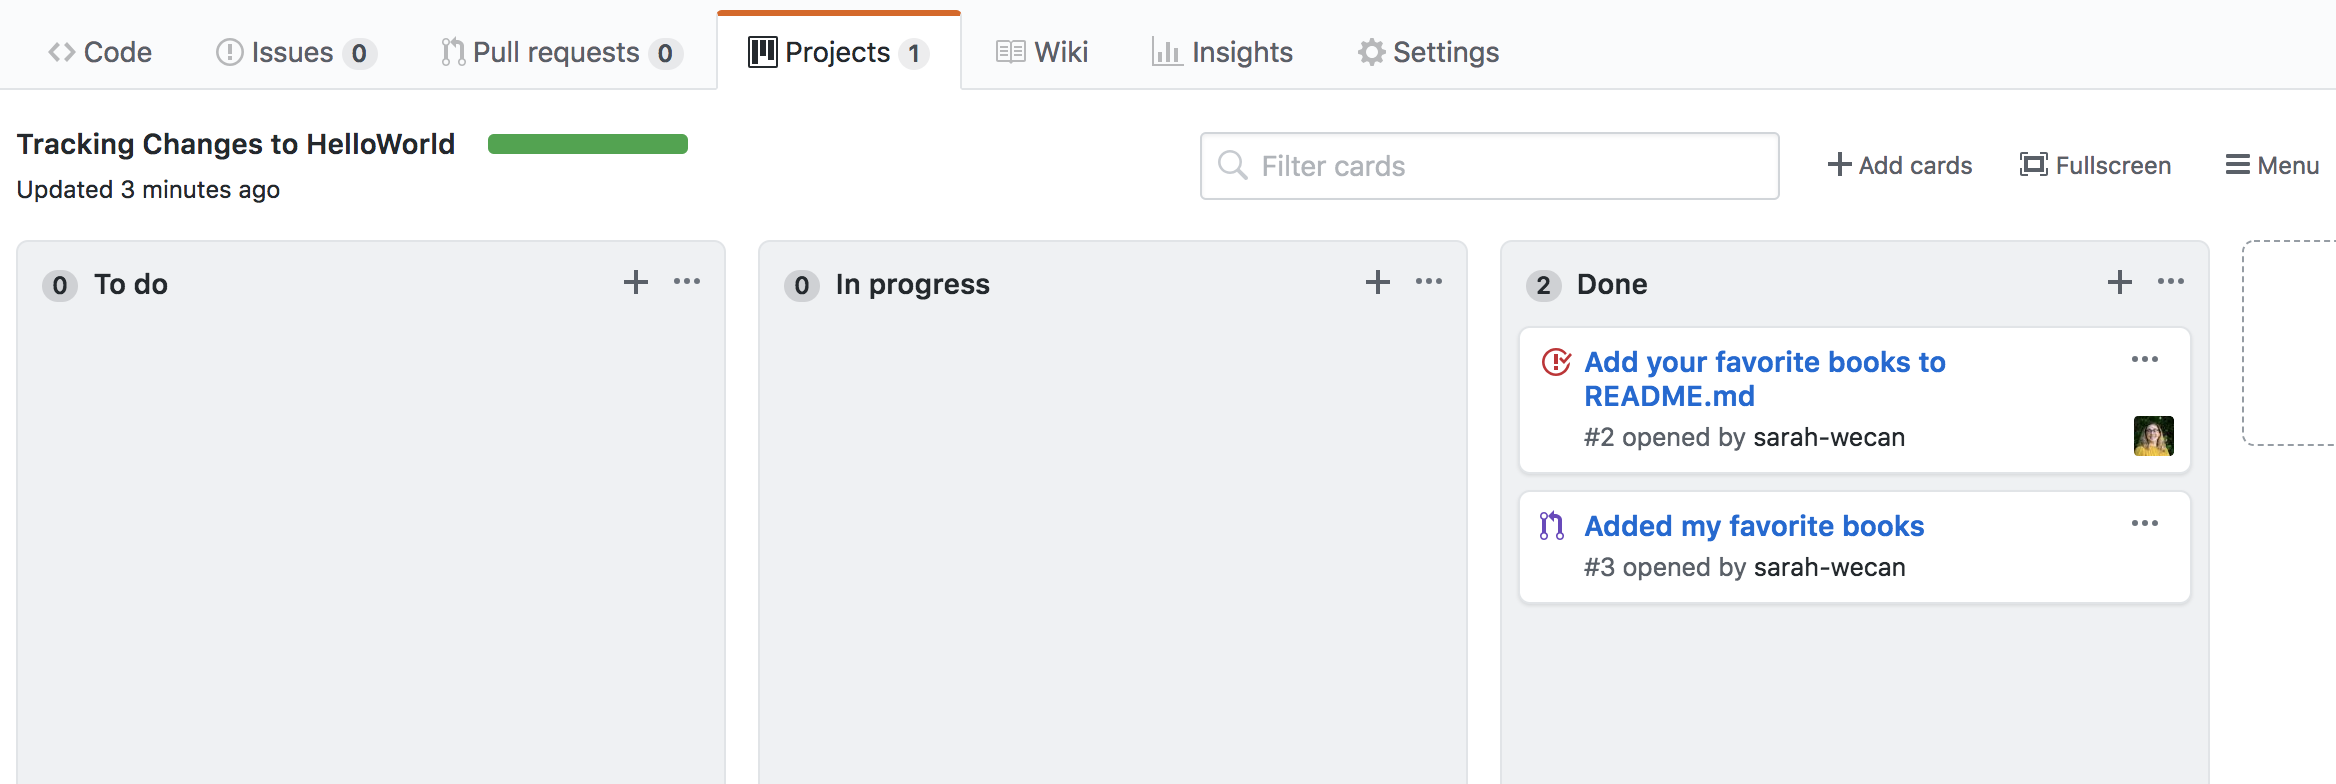 Code Issues 0 Pull requests 0 Projects 1 Wiki Insights Settings
Tracking Changes to HelloWorld
Updated 3 minutes ago
Filter cards
Add cards Fullscreen Menu
0 To do
0 In progress
2 Done
Add your favorite books to
README.md
#2 opened by sarah-wecan
Added my favorite books
#3 opened by sarah-wecan